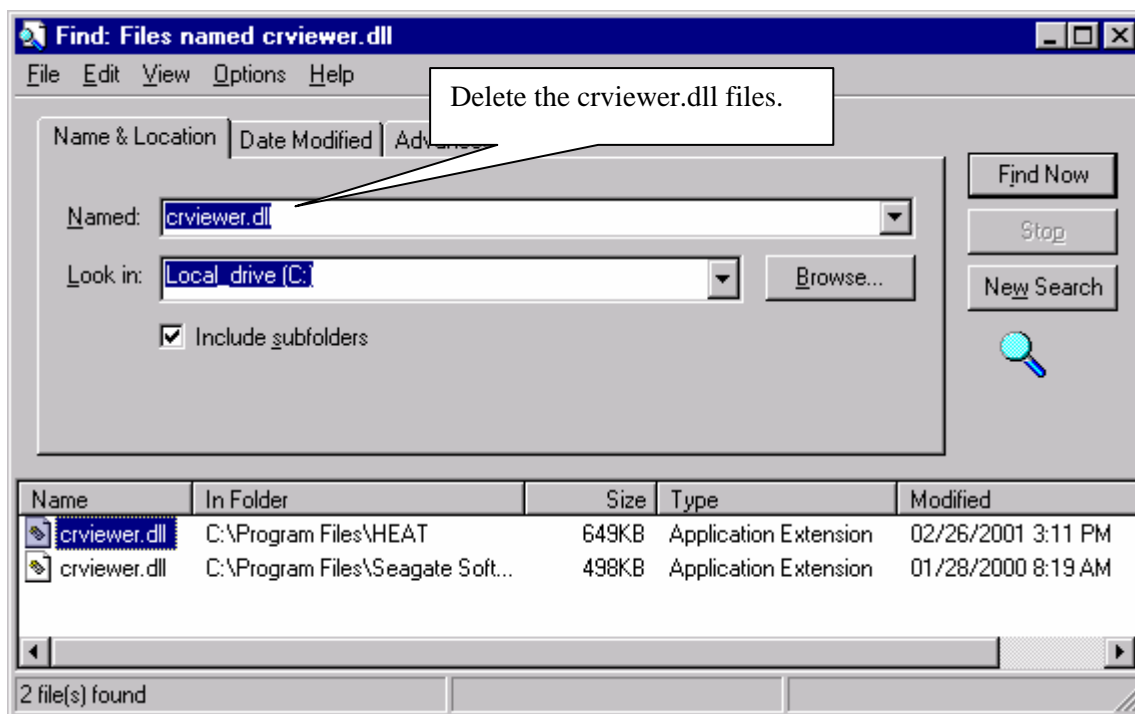 Find: Files named crviewer.dll
File Edit View Options Help
Delete the crviewer.dll files.
Name & Location Date Modified
Named: crviewer.dll
Look in: Local_drive (C:)
Browse...
Include subfolders
Find Now
Stop
New Search
Name In Folder Size Type Modified
crviewer.dll C:\Program Files\HEAT 649KB Application Extension 02/26/2001 3:11 PM
crviewer.dll C:\Program Files\Seagate Soft... 498KB Application Extension 01/28/2000 8:19 AM
2 file(s) found